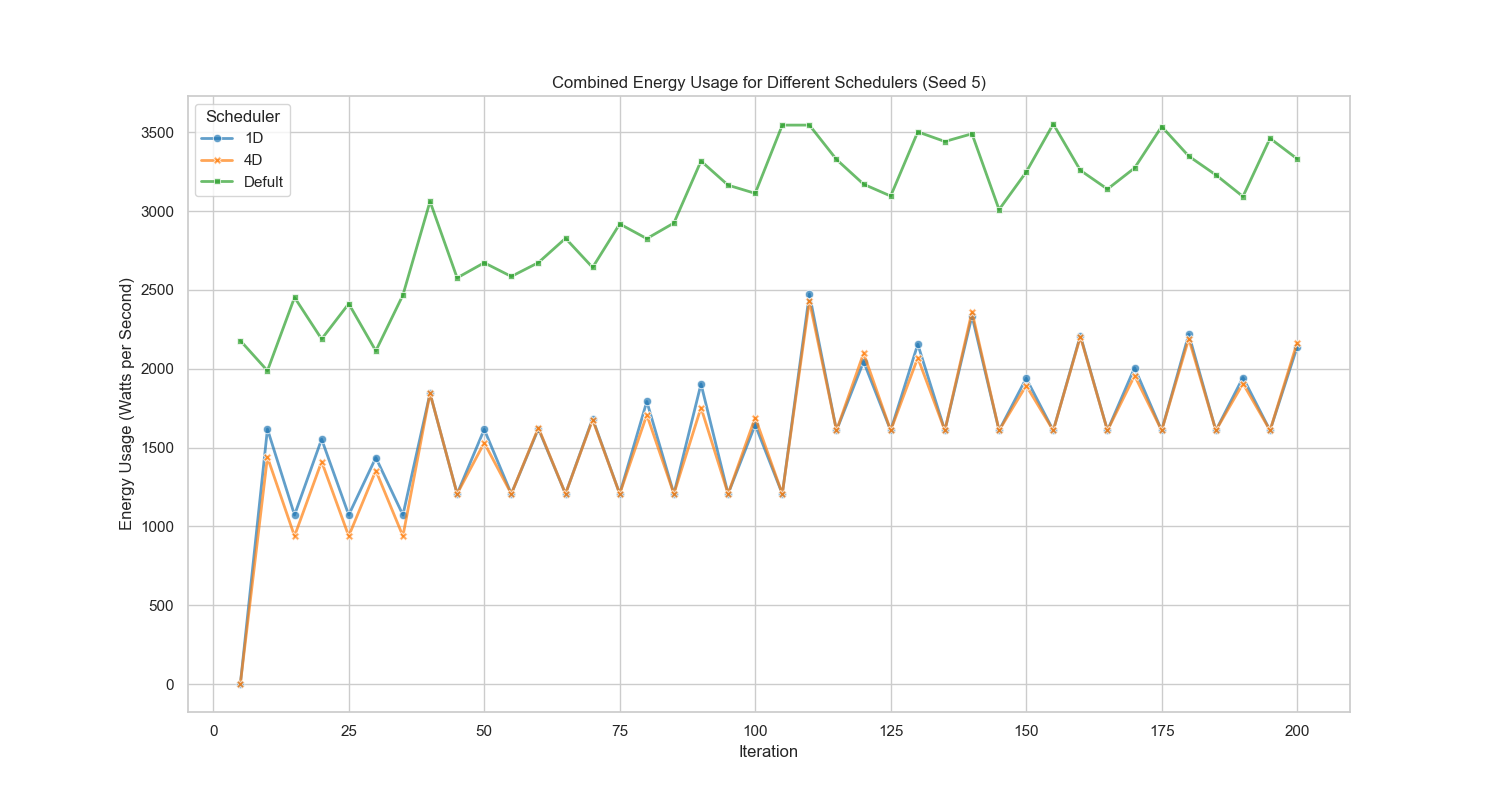 Combined Energy Usage for Different Schedulers (Seed 5)
Scheduler
1D
4D
Defult
Energy Usage (Watts per Second)
3500
3000
2500
2000
1500
1000
500
0
0 25 50 75 100 125 150 175 200
Iteration